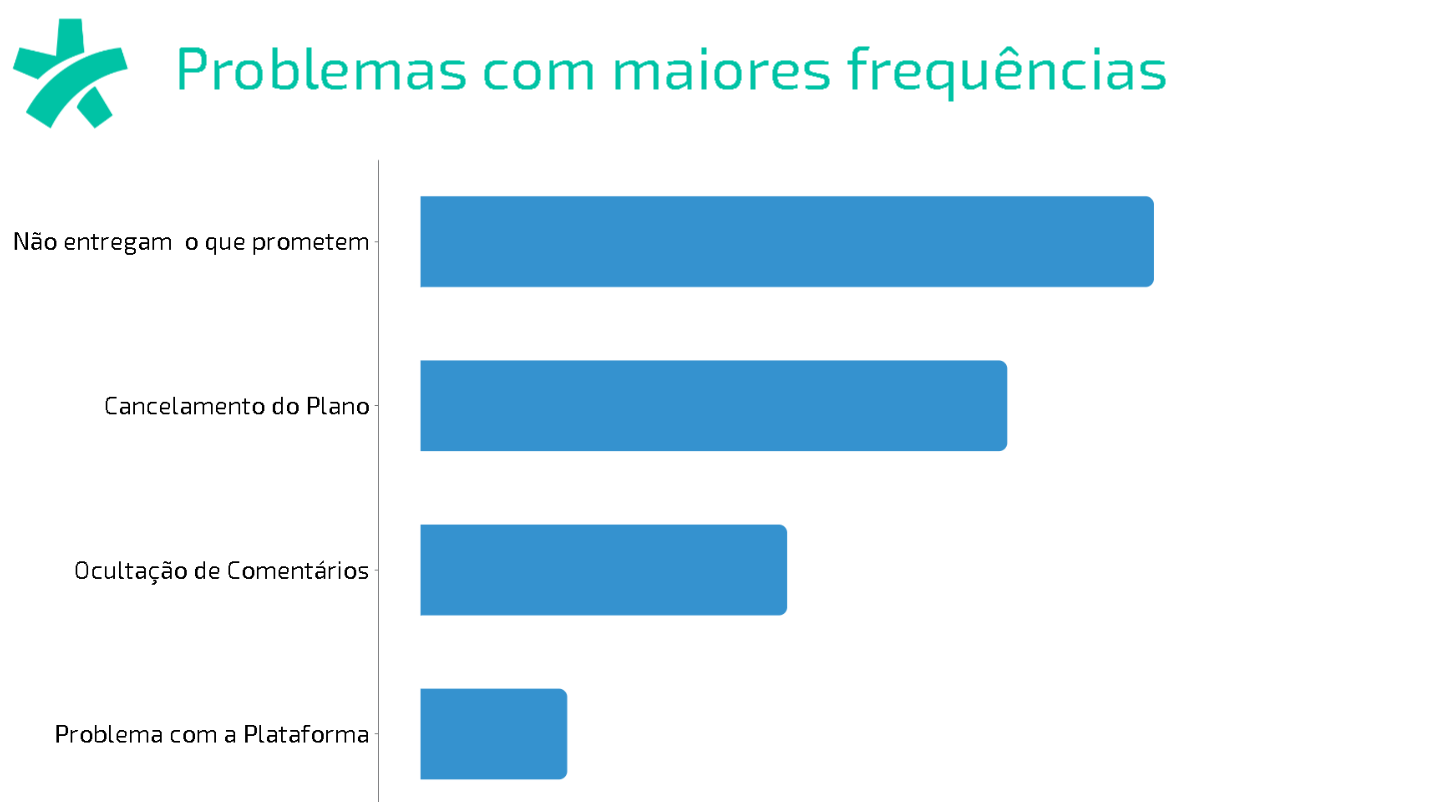 Problemas com maiores frequências
Não entregam  o que prometem
Cancelamento do Plano
Ocultação de Comentários
Problema com a Plataforma